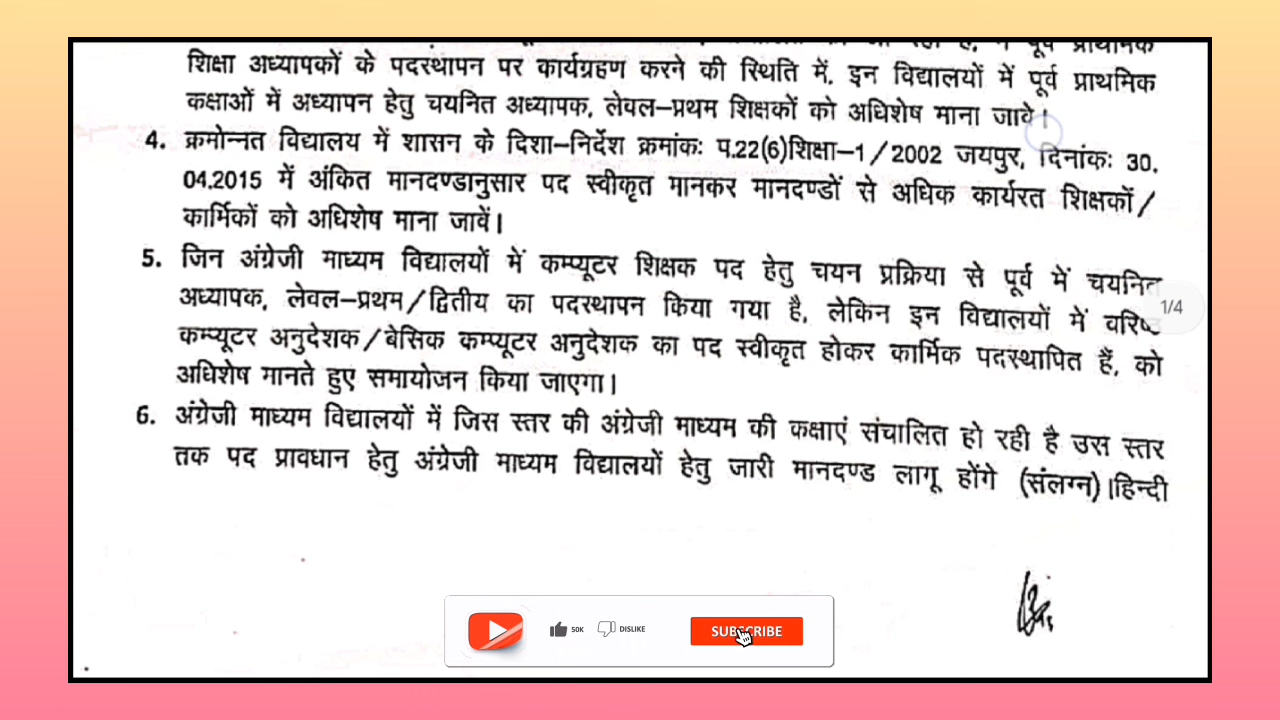 शिक्षा अध्यापकों के पदस्थापन पर कार्यग्रहण करने की स्थिति में, इन विद्यालयों में पूर्व प्राथमिक
कक्षाओं में अध्यापन हेतु चयनित अध्यापक, लेवल–प्रथम शिक्षकों को अधिशेष माना जावे।
4. क्रमोन्नत विद्यालय में शासन के दिशा–निर्देश क्रमांकः प.22(6)शिक्षा–1/2002 जयपुर, दिनांकः 30.
04.2015 में अंकित मानदण्डानुसार पद स्वीकृत मानकर मानदण्डों से अधिक कार्यरत शिक्षकों/
कार्मिकों को अधिशेष माना जावें।
5. जिन अंग्रेजी माध्यम विद्यालयों में कम्प्यूटर शिक्षक पद हेतु चयन प्रक्रिया से पूर्व में चयनित
अध्यापक, लेवल–प्रथम/द्वितीय का पदस्थापन किया गया है, लेकिन इन विद्यालयों में वरिष्ठ
1/4
कम्प्यूटर अनुदेशक/बेसिक कम्प्यूटर अनुदेशक का पद स्वीकृत होकर कार्मिक पदस्थापित हैं, को
अधिशेष मानते हुए समायोजन किया जाएगा।
6. अंग्रेजी माध्यम विद्यालयों में जिस स्तर की अंग्रेजी माध्यम की कक्षाएं संचालित हो रही है उस स्तर
तक पद प्रावधान हेतु अंग्रेजी माध्यम विद्यालयों हेतु जारी मानदण्ड लागू होंगे (संलग्न)।हिन्दी
50K DISLIKE SUBSCRIBE